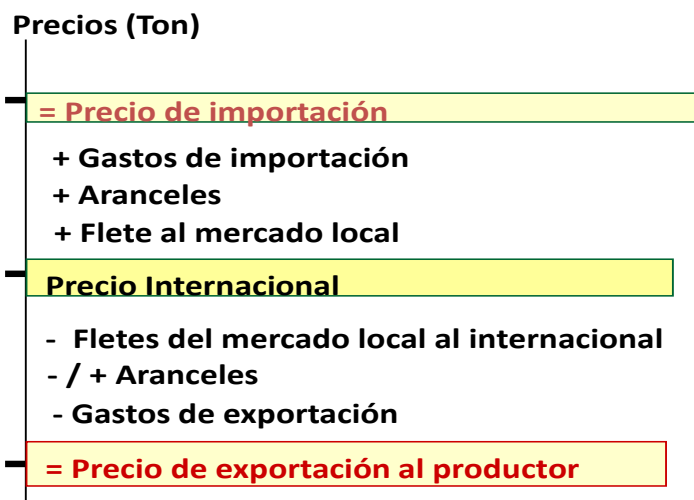 Precios (Ton)
= Precio de importación
+ Gastos de importación
+ Aranceles
+ Flete al mercado local
Precio Internacional
- Fletes del mercado local al internacional
- / + Aranceles
- Gastos de exportación
= Precio de exportación al productor